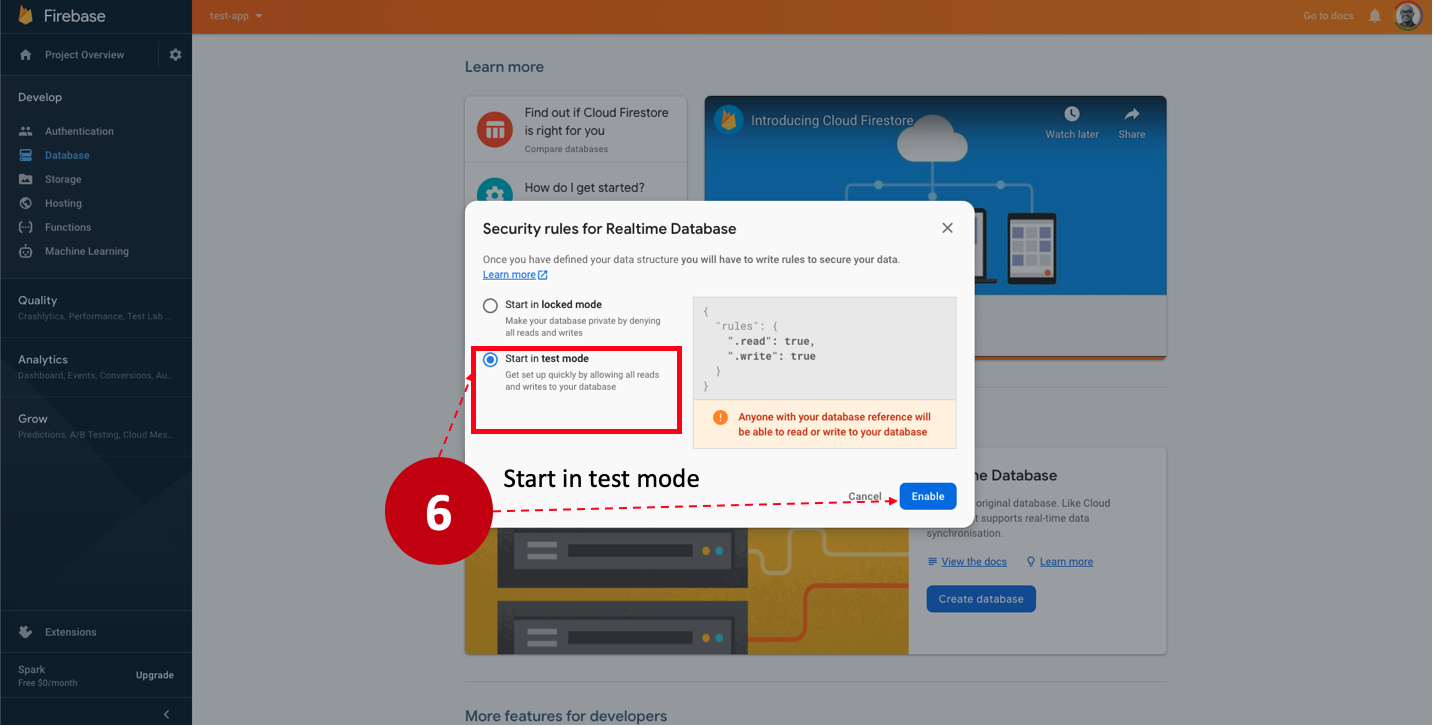 Firebase
test-app
Go to docs
Project Overview
Develop
Authentication
Database
Storage
Hosting
Functions
Machine Learning
Quality
Crashlytics, Performance, Test Lab ...
Analytics
Dashboard, Events, Conversions, Au...
Grow
Predictions, A/B Testing, Cloud Mes...
Extensions
Spark
Free $0/month
Upgrade
Learn more
Find out if Cloud Firestore
is right for you
Compare databases
How do I get started?
Introducing Cloud Firestore
Watch later
Share
Security rules for Realtime Database
Once you have defined your data structure you will have to write rules to secure your data.
Learn more
Start in locked mode
Make your database private by denying
all reads and writes
Start in test mode
Get set up quickly by allowing all reads
and writes to your database
{
"rules": {
".read": true,
".write": true
}
}
Anyone with your database reference will
be able to read or write to your database
6
Start in test mode
Cancel
Enable
Database
original database. Like Cloud
supports real-time data
synchronisation.
View the docs
Learn more
Create database
More features for developers